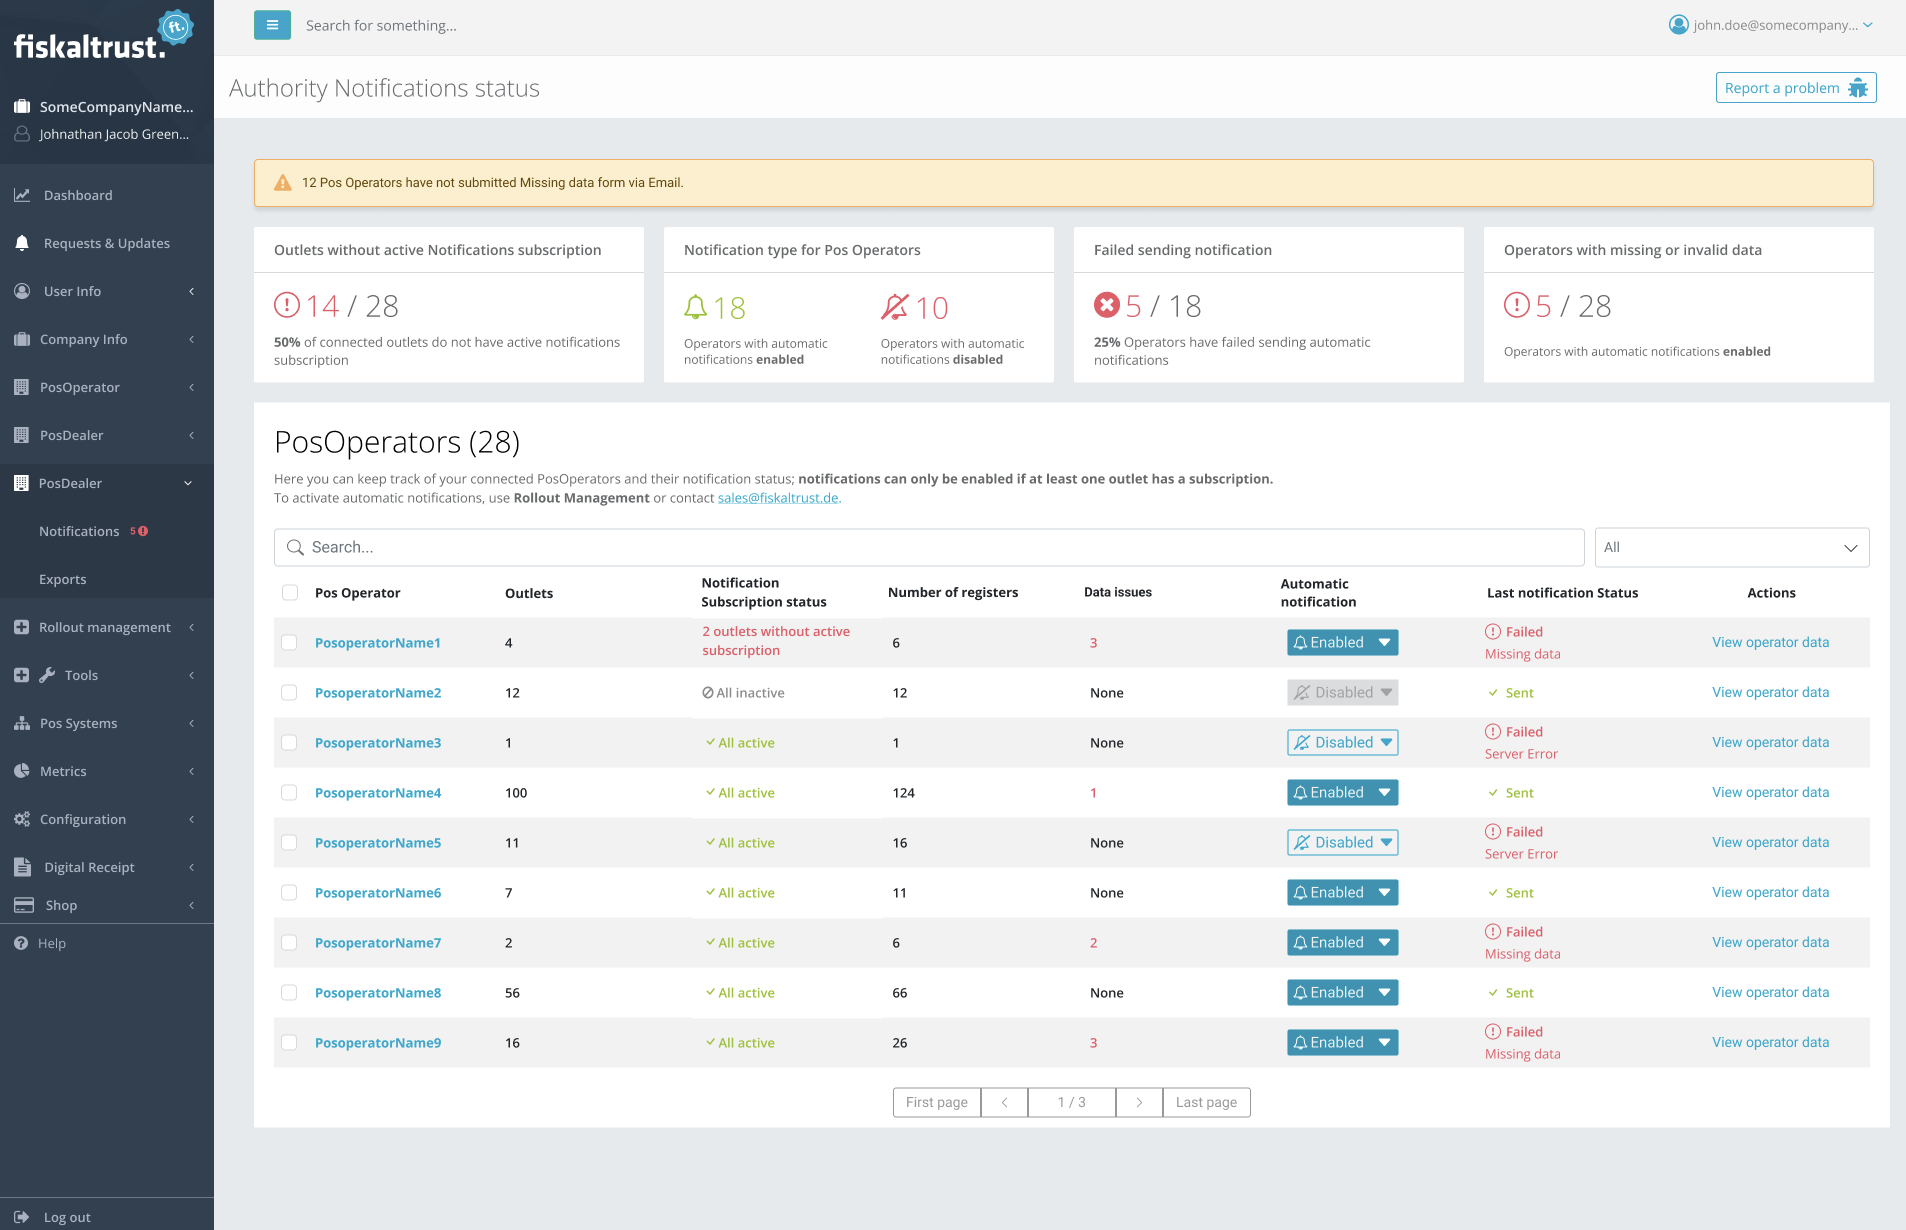 fiskaltrust.
ft.
SomeCompanyName...
Johnathan Jacob Green...
Dashboard
Requests & Updates
User Info
Company Info
PosOperator
PosDealer
PosDealer
Notifications 5
Exports
Rollout management
Tools
Pos Systems
Metrics
Configuration
Digital Receipt
Shop
Help
Log out
Search for something...
john.doe@somecompany...
Authority Notifications status
Report a problem
12 Pos Operators have not submitted Missing data form via Email.
Outlets without active Notifications subscription
14 / 28
50% of connected outlets do not have active notifications
subscription
Notification type for Pos Operators
18
Operators with automatic
notifications enabled
10
Operators with automatic
notifications disabled
Failed sending notification
5 / 18
25% Operators have failed sending automatic
notifications
Operators with missing or invalid data
5 / 28
Operators with automatic notifications enabled
PosOperators (28)
Here you can keep track of your connected PosOperators and their notification status; notifications can only be enabled if at least one outlet has a subscription.
To activate automatic notifications, use Rollout Management or contact sales@fiskaltrust.de.
Search...
All
Pos Operator
Outlets
Notification
Subscription status
Number of registers
Data issues
Automatic
notification
Last notification Status
Actions
PosoperatorName1 4 2 outlets without active
subscription
6 3 Enabled Failed
Missing data
View operator data
PosoperatorName2 12 All inactive 12 None Disabled Sent View operator data
PosoperatorName3 1 All active 1 None Disabled Failed
Server Error
View operator data
PosoperatorName4 100 All active 124 1 Enabled Sent View operator data
PosoperatorName5 11 All active 16 None Disabled Failed
Server Error
View operator data
PosoperatorName6 7 All active 11 None Enabled Sent View operator data
PosoperatorName7 2 All active 6 2 Enabled Failed
Missing data
View operator data
PosoperatorName8 56 All active 66 None Enabled Sent View operator data
PosoperatorName9 16 All active 26 3 Enabled Failed
Missing data
View operator data
First page < 1 / 3 > Last page